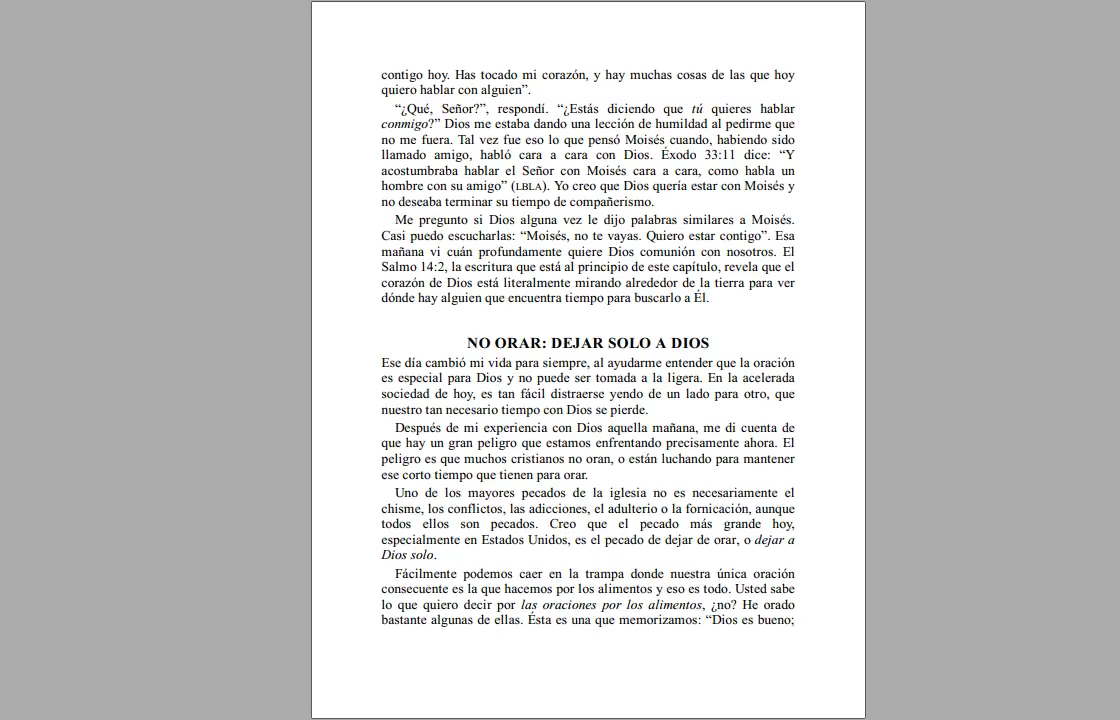 contigo hoy. Has tocado mi corazón, y hay muchas cosas de las que hoy
quiero hablar con alguien”.
“¿Qué, Señor?”, respondí. “¿Estás diciendo que tú quieres hablar
conmigo?” Dios me estaba dando una lección de humildad al pedirme que
no me fuera. Tal vez fue eso lo que pensó Moisés cuando, habiendo sido
llamado amigo, habló cara a cara con Dios. Éxodo 33:11 dice: “Y
acostumbraba hablar el Señor con Moisés cara a cara, como habla un
hombre con su amigo” (LBLA). Yo creo que Dios quería estar con Moisés y
no deseaba terminar su tiempo de compañerismo.
Me pregunto si Dios alguna vez le dijo palabras similares a Moisés.
Casi puedo escucharlas: “Moisés, no te vayas. Quiero estar contigo”. Esa
mañana vi cuán profundamente quiere Dios comunión con nosotros. El
Salmo 14:2, la escritura que está al principio de este capítulo, revela que el
corazón de Dios está literalmente mirando alrededor de la tierra para ver
dónde hay alguien que encuentra tiempo para buscarlo a Él.
NO ORAR: DEJAR SOLO A DIOS
Ese día cambió mi vida para siempre, al ayudarme entender que la oración
es especial para Dios y no puede ser tomada a la ligera. En la acelerada
sociedad de hoy, es tan fácil distraerse yendo de un lado para otro, que
nuestro tan necesario tiempo con Dios se pierde.
Después de mi experiencia con Dios aquella mañana, me di cuenta de
que hay un gran peligro que estamos enfrentando precisamente ahora. El
peligro es que muchos cristianos no oran, o están luchando para mantener
ese corto tiempo que tienen para orar.
Uno de los mayores pecados de la iglesia no es necesariamente el
chisme, los conflictos, las adicciones, el adulterio o la fornicación, aunque
todos ellos son pecados. Creo que el pecado más grande hoy,
especialmente en Estados Unidos, es el pecado de dejar de orar, o dejar a
Dios solo.
Fácilmente podemos caer en la trampa donde nuestra única oración
consecuente es la que hacemos por los alimentos y eso es todo. Usted sabe
lo que quiero decir por las oraciones por los alimentos, ¿no? He orado
bastante algunas de ellas. Ésta es una que memorizamos: “Dios es bueno;